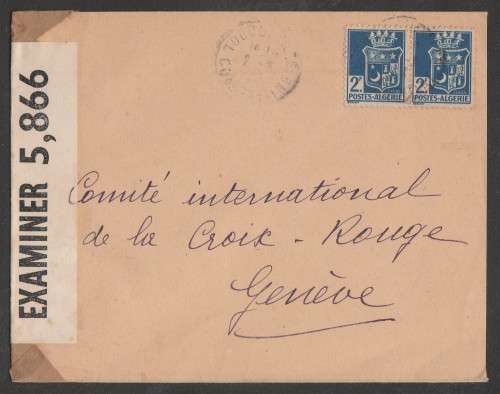 EXAMINER 5,866
2F POSTES-ALGERIE
2F POSTES-ALGERIE
Comité international
de la Croix-Rouge
Genève